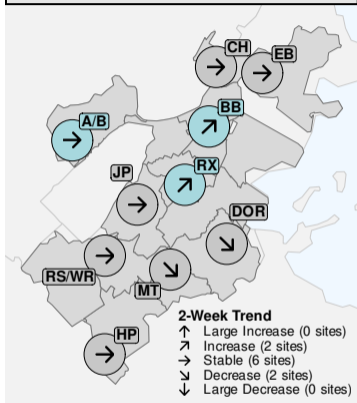 CH
EB
BB
A/B
RX
JP
DOR
RS/WR
MT
HP
2-Week Trend
↑ Large Increase (0 sites)
↗ Increase (2 sites)
→ Stable (6 sites)
↘ Decrease (2 sites)
↓ Large Decrease (0 sites)